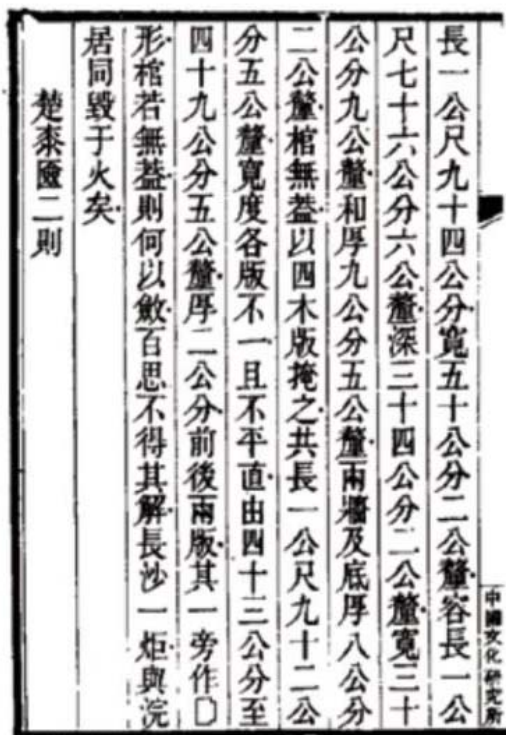 長一公尺九十四公分寬五十公分二公釐容長一公
尺七十六公分六公釐深三十四公分二公釐寬三十
公分九公釐和厚九公分五公釐兩牆及底厚八公分
二公釐棺無蓋以四木版掩之共長一公尺九十二公
分五公釐寬度各版不一且不平直由四十三公分至
四十九公分五公釐厚二公分前後兩版其一旁作
形棺若無蓋則何以斂百思不得其解長沙一炬與浣
居同毀于火矣
楚桼匳二則
中國文化研究所